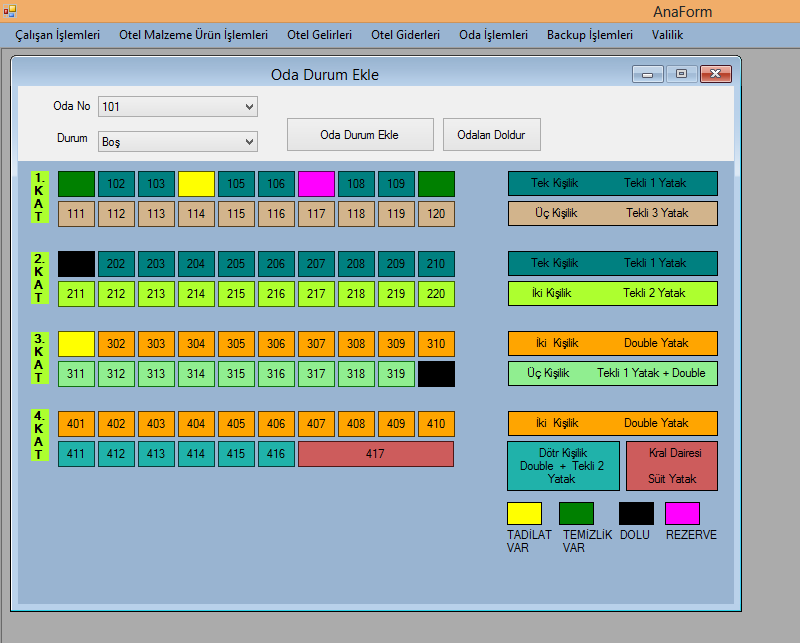 AnaForm
Çalışan İşlemleri Otel Malzeme Ürün İşlemleri Otel Gelirleri Otel Giderleri Oda İşlemleri Backup İşlemleri Valilik
Oda Durum Ekle
Oda No 101
Durum Boş
Oda Durum Ekle Odaları Doldur
1. KAT
102 103 105 106 108 109
Tek Kişilik Tekli 1 Yatak
111 112 113 114 115 116 117 118 119 120
Üç Kişilik Tekli 3 Yatak
2. KAT
202 203 204 205 206 207 208 209 210
Tek Kişilik Tekli 1 Yatak
211 212 213 214 215 216 217 218 219 220
İki Kişilik Tekli 2 Yatak
3. KAT
302 303 304 305 306 307 308 309 310
İki Kişilik Double Yatak
311 312 313 314 315 316 317 318 319
Üç Kişilik Tekli 1 Yatak + Double
4. KAT
401 402 403 404 405 406 407 408 409 410
İki Kişilik Double Yatak
411 412 413 414 415 416 417
Dötr Kişilik
Double + Tekli 2
Yatak
Kral Dairesi
Süit Yatak
TADİLAT VAR
TEMİZLİK VAR
DOLU
REZERVE